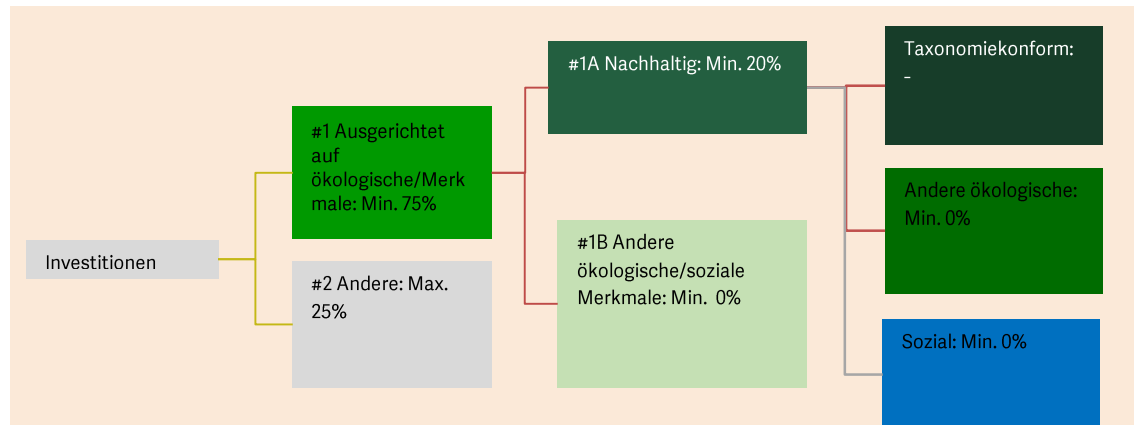 Investitionen
#1 Ausgerichtet
auf
ökologische/Merk
male: Min. 75%
#2 Andere: Max.
25%
#1A Nachhaltig: Min. 20%
#1B Andere
ökologische/soziale
Merkmale: Min.  0%
Taxonomiekonform:
-
Andere ökologische:
Min. 0%
Sozial: Min. 0%